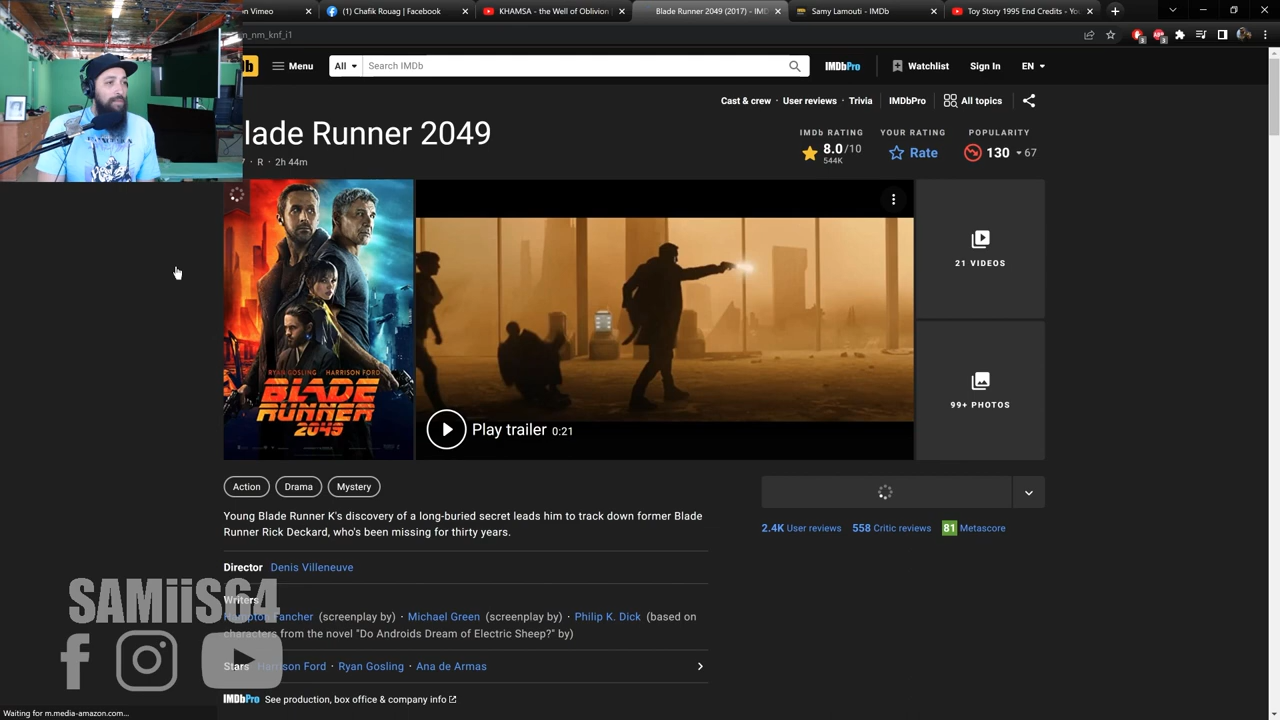 on Vimeo
(1) Chafik Rouag | Facebook
KHAMSA - the Well of Oblivion
Blade Runner 2049 (2017) - IMD
Samy Lamouti - IMDb
Toy Story 1995 End Credits - Yo
_nm_knf_i1
b
Menu
All
Search IMDb
IMDbPro
Watchlist
Sign In
EN
Cast & crew · User reviews · Trivia
IMDbPro
All topics
lade Runner 2049
7 · R · 2h 44m
IMDb RATING
8.0/10
544K
YOUR RATING
Rate
POPULARITY
130
67
RYAN GOSLING HARRISON FORD
BLADE
RUNNER
2049
Play trailer 0:21
21 VIDEOS
99+ PHOTOS
Action
Drama
Mystery
Young Blade Runner K's discovery of a long-buried secret leads him to track down former Blade
Runner Rick Deckard, who's been missing for thirty years.
2.4K User reviews
558 Critic reviews
81 Metascore
Director Denis Villeneuve
Writers
Hampton Fancher (screenplay by) · Michael Green (screenplay by) · Philip K. Dick (based on
characters from the novel "Do Androids Dream of Electric Sheep?" by)
Stars Harrison Ford · Ryan Gosling · Ana de Armas
IMDbPro See production, box office & company info
SAMiiS64
Waiting for m.media-amazon.com...